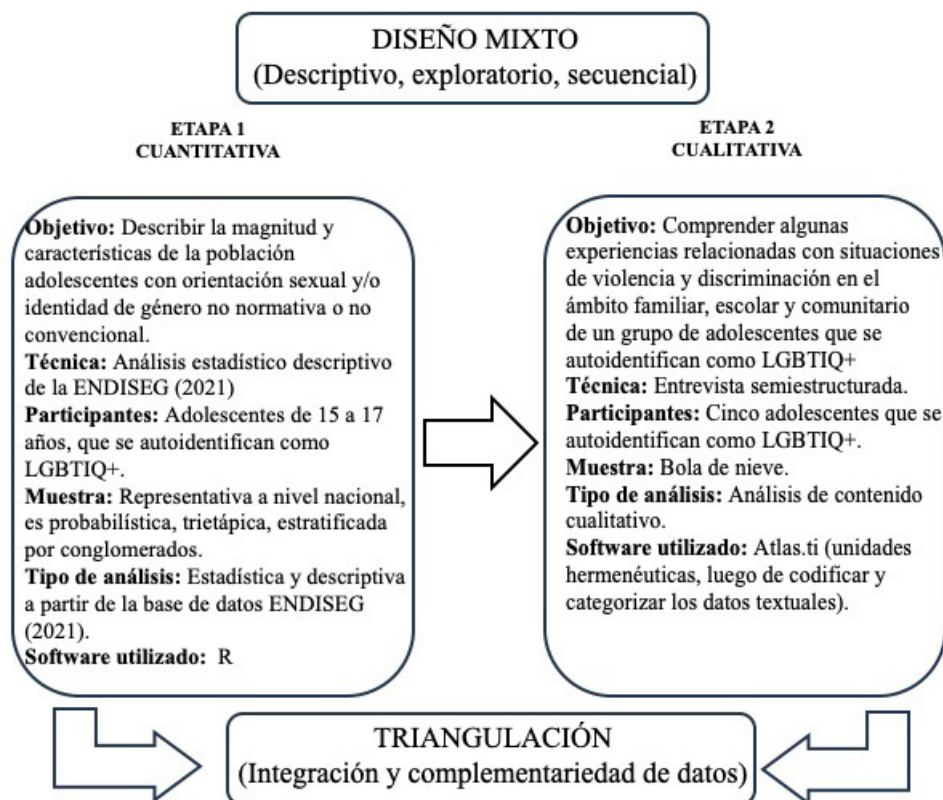 DISEÑO MIXTO
(Descriptivo, exploratorio, secuencial)
ETAPA 1
CUANTITATIVA
Objetivo: Describir la magnitud y
características de la población
adolescentes con orientación sexual y/o
identidad de género no normativa o no
convencional.
Técnica: Análisis estadístico descriptivo
de la ENDISEG (2021)
Participantes: Adolescentes de 15 a 17
años, que se autoidentifican como
LGBTIQ+.
Muestra: Representativa a nivel nacional,
es probabilística, trietápica, estratificada
por conglomerados.
Tipo de análisis: Estadística y descriptiva
a partir de la base de datos ENDISEG
(2021).
Software utilizado: R
ETAPA 2
CUALITATIVA
Objetivo: Comprender algunas
experiencias relacionadas con situaciones
de violencia y discriminación en el
ámbito familiar, escolar y comunitario
de un grupo de adolescentes que se
autoidentifican como LGBTIQ+
Técnica: Entrevista semiestructurada.
Participantes: Cinco adolescentes que se
autoidentifican como LGBTIQ+.
Muestra: Bola de nieve.
Tipo de análisis: Análisis de contenido
cualitativo.
Software utilizado: Atlas.ti (unidades
hermenéuticas, luego de codificar y
categorizar los datos textuales).
TRIANGULACIÓN
(Integración y complementariedad de datos)